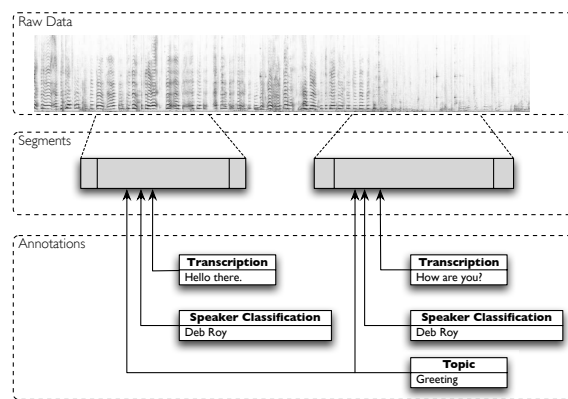 Raw Data
Segments
Annotations
Transcription
Hello there.
Transcription
How are you?
Speaker Classification
Deb Roy
Speaker Classification
Deb Roy
Topic
Greeting